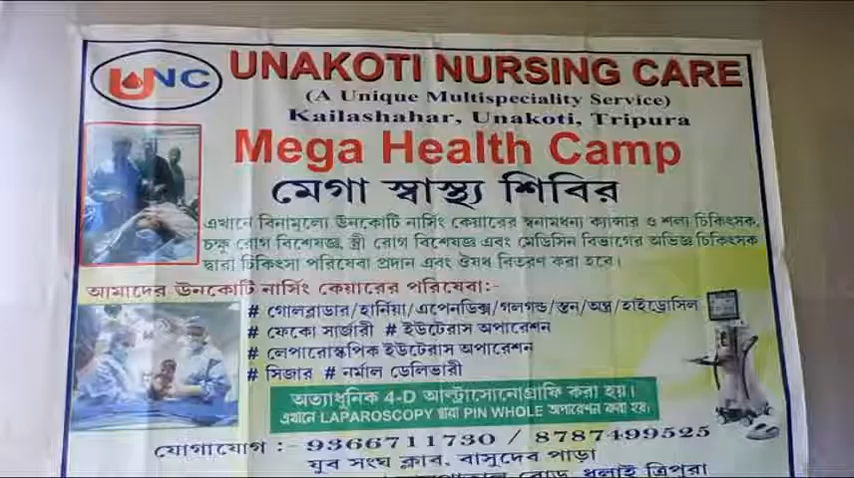 UNC
UNAKOTI NURSING CARE
(A Unique Multispeciality Service)
Kailashahar, Unakoti, Tripura
Mega Health Camp
মেগা স্বাস্থ্য শিবির
এখানে বিনামূল্যে উনকোটি নার্সিং কেয়ারের স্বনামধন্য ক্যান্সার ও শল্য চিকিৎসক,
চক্ষু রোগ বিশেষজ্ঞ, স্ত্রী রোগ বিশেষজ্ঞ এবং মেডিসিন বিভাগের অভিজ্ঞ চিকিৎসক
দ্বারা চিকিৎসা পরিষেবা প্রদান এবং ঔষধ বিতরণ করা হবে।
আমাদের উনকোটি নার্সিং কেয়ারের পরিষেবা:-
# গোলব্লাডার/হার্নিয়া/এপেনডিক্স/গলগন্ড/স্তন/অন্ত্র/হাইড্রোসিল
# ফেকো সার্জারী # ইউটেরাস অপারেশন
# লেপারোস্কপিক ইউটেরাস অপারেশন
# সিজার # নর্মাল ডেলিভারী
অত্যাধুনিক 4-D আল্ট্রাসোনোগ্রাফি করা হয়।
এখানে LAPAROSCOPY দ্বারা PIN WHOLE অপারেশন করা হয়।
যোগাযোগ :- 9366711730 / 8787499525
যুব সংঘ ক্লাব, বাসুদেব পাড়া
রোড, ধলাই ত্রিপুরা